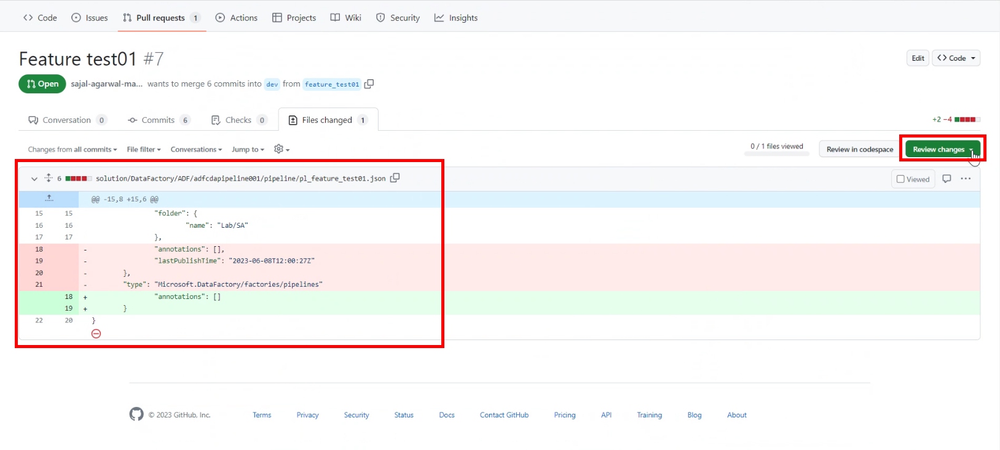 Code Issues Pull requests 1 Actions Projects Wiki Security Insights
Feature test01 #7
Edit Code
Open sajal-agarwal-ma... wants to merge 6 commits into dev from feature_test01
Conversation 0 Commits 6 Checks 0 Files changed 1
+2 −4
Changes from all commits File filter Conversations Jump to
0 / 1 files viewed Review in codespace Review changes
6 solution/DataFactory/ADF/adfcdapipeline001/pipeline/pl_feature_test01.json Viewed ...
@@ -15,8 +15,6 @@
15 15 "folder": {
16 16 "name": "Lab/SA"
17 17 },
18 - "annotations": [],
19 - "lastPublishTime": "2023-06-08T12:00:27Z"
20 - },
21 - "type": "Microsoft.DataFactory/factories/pipelines"
18 + "annotations": []
19 + }
22 20 }
© 2023 GitHub, Inc. Terms Privacy Security Status Docs Contact GitHub Pricing API Training Blog About